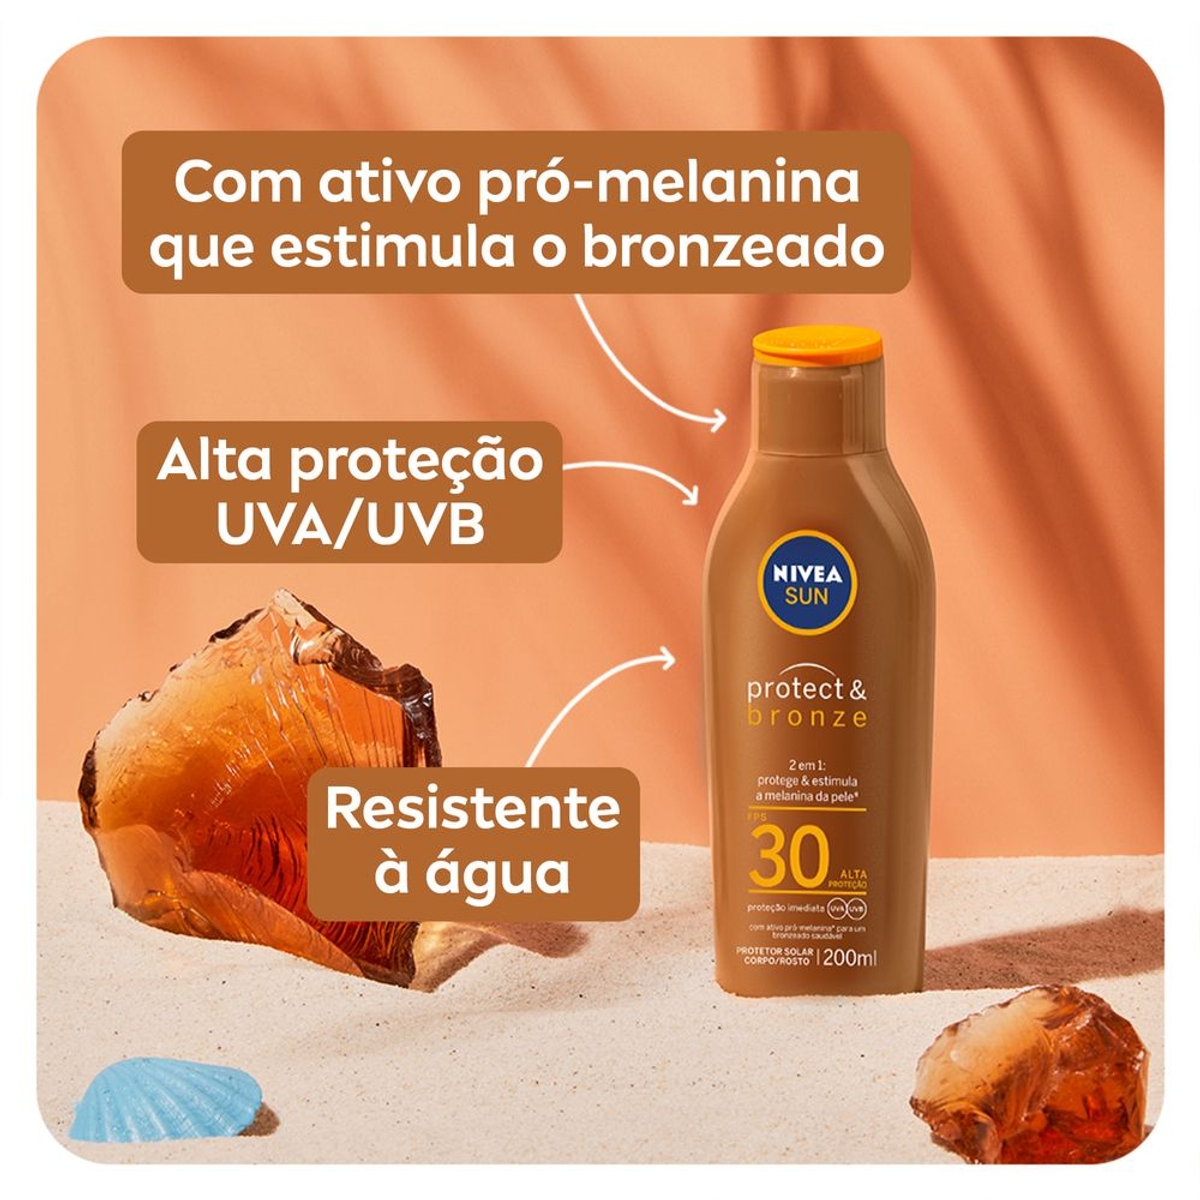 Com ativo pró-melanina
que estimula o bronzeado
Alta proteção
UVA/UVB
Resistente
à água
NIVEA
SUN
protect &
bronze
2 em 1:
protege & estimula
a melanina da pele*
FPS
30
ALTA
PROTEÇÃO
proteção imediata UVA UVB
com ativo pró-melanina* para um
bronzeado saudável
PROTETOR SOLAR
CORPO/ROSTO | 200ml